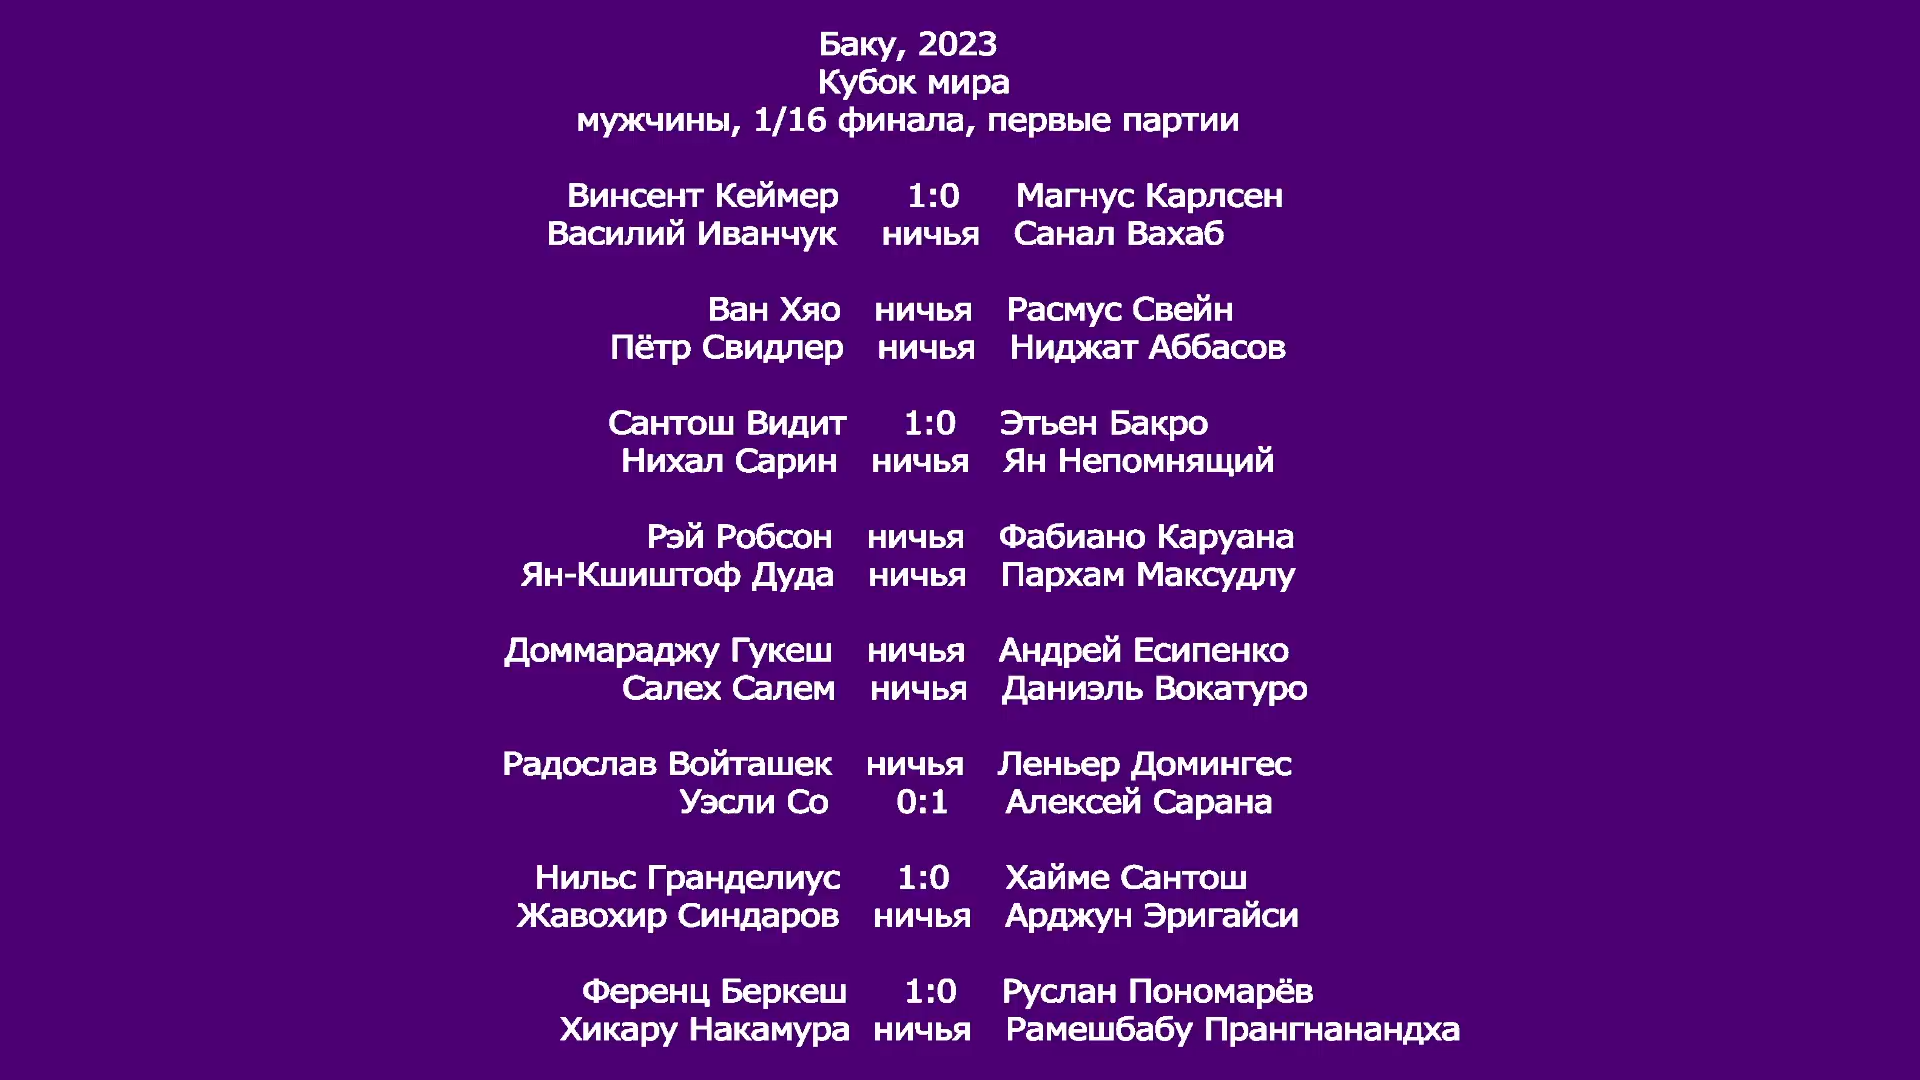 Баку, 2023
Кубок мира
мужчины, 1/16 финала, первые партии
Винсент Кеймер 1:0 Магнус Карлсен
Василий Иванчук ничья Санал Вахаб
Ван Хяо ничья Расмус Свейн
Пётр Свидлер ничья Ниджат Аббасов
Сантош Видит 1:0 Этьен Бакро
Нихал Сарин ничья Ян Непомнящий
Рэй Робсон ничья Фабиано Каруана
Ян-Кшиштоф Дуда ничья Пархам Максудлу
Доммараджу Гукеш ничья Андрей Есипенко
Салех Салем ничья Даниэль Вокатуро
Радослав Войташек ничья Леньер Домингес
Уэсли Со 0:1 Алексей Сарана
Нильс Гранделиус 1:0 Хайме Сантош
Жавохир Синдаров ничья Арджун Эригайси
Ференц Беркеш 1:0 Руслан Пономарёв
Хикару Накамура ничья Рамешбабу Прангнанандха